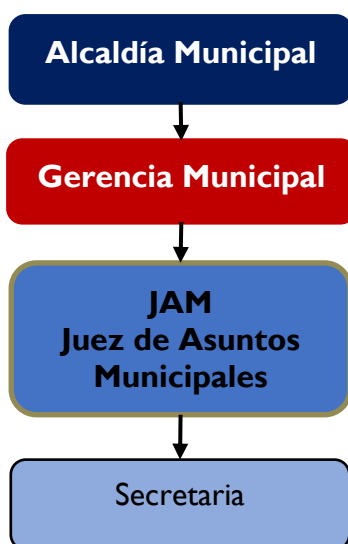 Alcaldía Municipal
Gerencia Municipal
JAM
Juez de Asuntos
Municipales
Secretaria